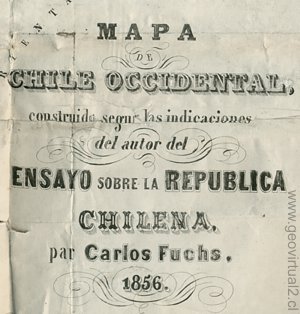 ENTA
MAPA
DE
CHILE OCCIDENTAL,
construido segun las indicaciones
del autor del
ENSAYO SOBRE LA REPUBLICA
CHILENA.
par Carlos Fuchs.
1856.
www.geovirtual2.cl